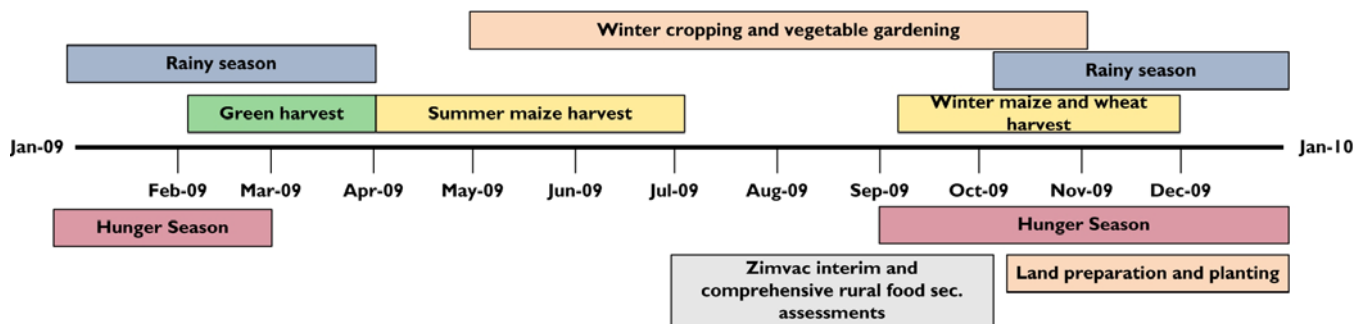 Winter cropping and vegetable gardening
Rainy season
Rainy season
Green harvest
Summer maize harvest
Winter maize and wheat
harvest
Jan-09
Jan-10
Feb-09
Mar-09
Apr-09
May-09
Jun-09
Jul-09
Aug-09
Sep-09
Oct-09
Nov-09
Dec-09
Hunger Season
Hunger Season
Zimvac interim and
comprehensive rural food sec.
assessments
Land preparation and planting